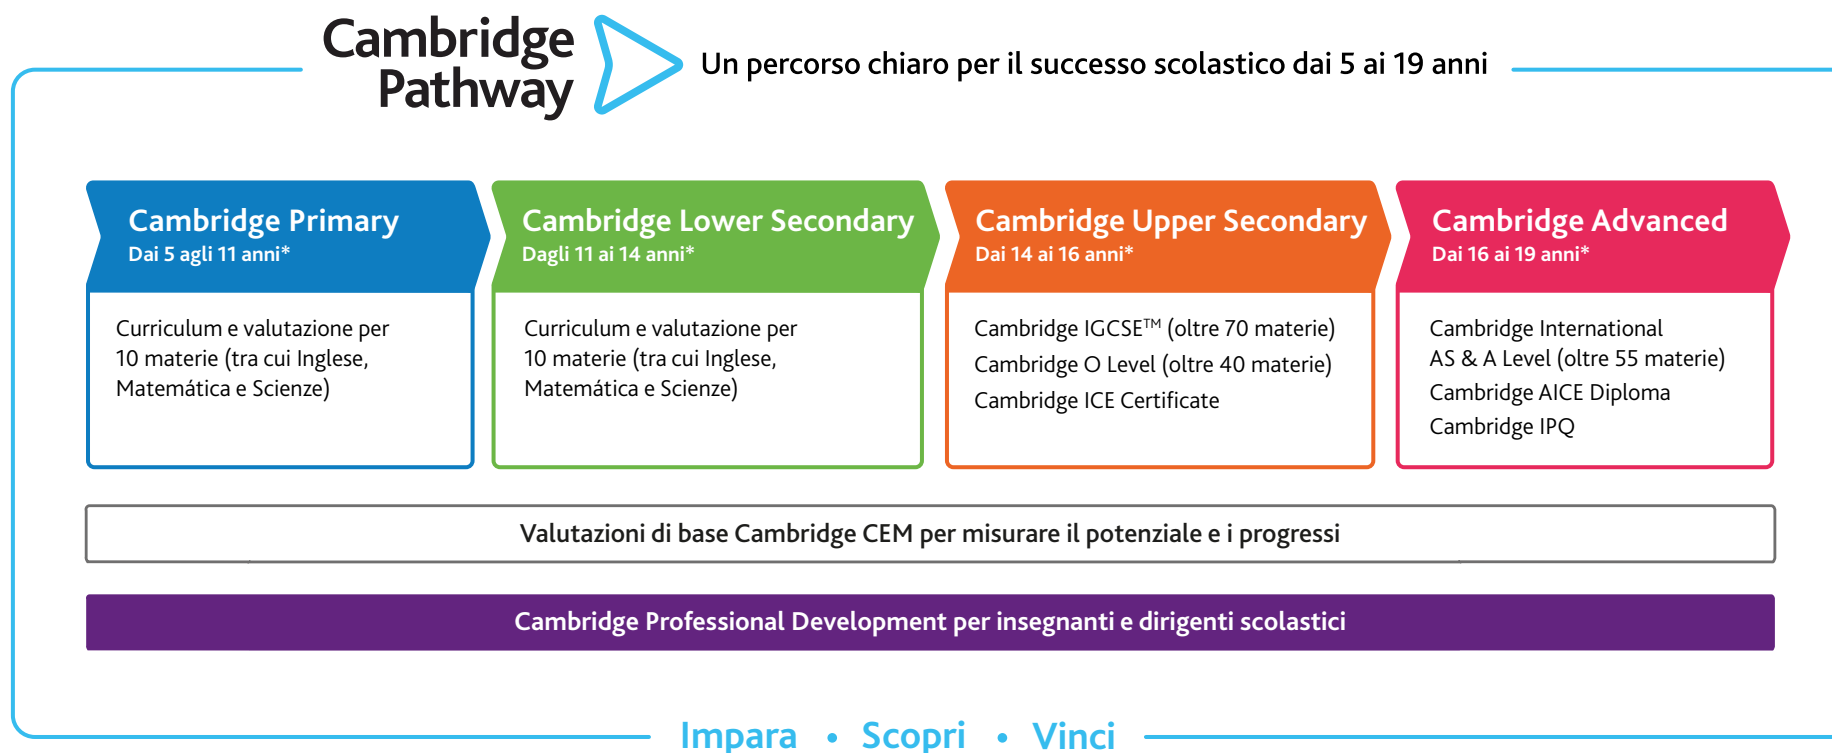 Cambridge
Pathway
Un percorso chiaro per il successo scolastico dai 5 ai 19 anni
Cambridge Primary
Dai 5 agli 11 anni*
Curriculum e valutazione per
10 materie (tra cui Inglese,
Matemática e Scienze)
Cambridge Lower Secondary
Dagli 11 ai 14 anni*
Curriculum e valutazione per
10 materie (tra cui Inglese,
Matemática e Scienze)
Cambridge Upper Secondary
Dai 14 ai 16 anni*
Cambridge IGCSE™ (oltre 70 materie)
Cambridge O Level (oltre 40 materie)
Cambridge ICE Certificate
Cambridge Advanced
Dai 16 ai 19 anni*
Cambridge International
AS & A Level (oltre 55 materie)
Cambridge AICE Diploma
Cambridge IPQ
Valutazioni di base Cambridge CEM per misurare il potenziale e i progressi
Cambridge Professional Development per insegnanti e dirigenti scolastici
Impara • Scopri • Vinci